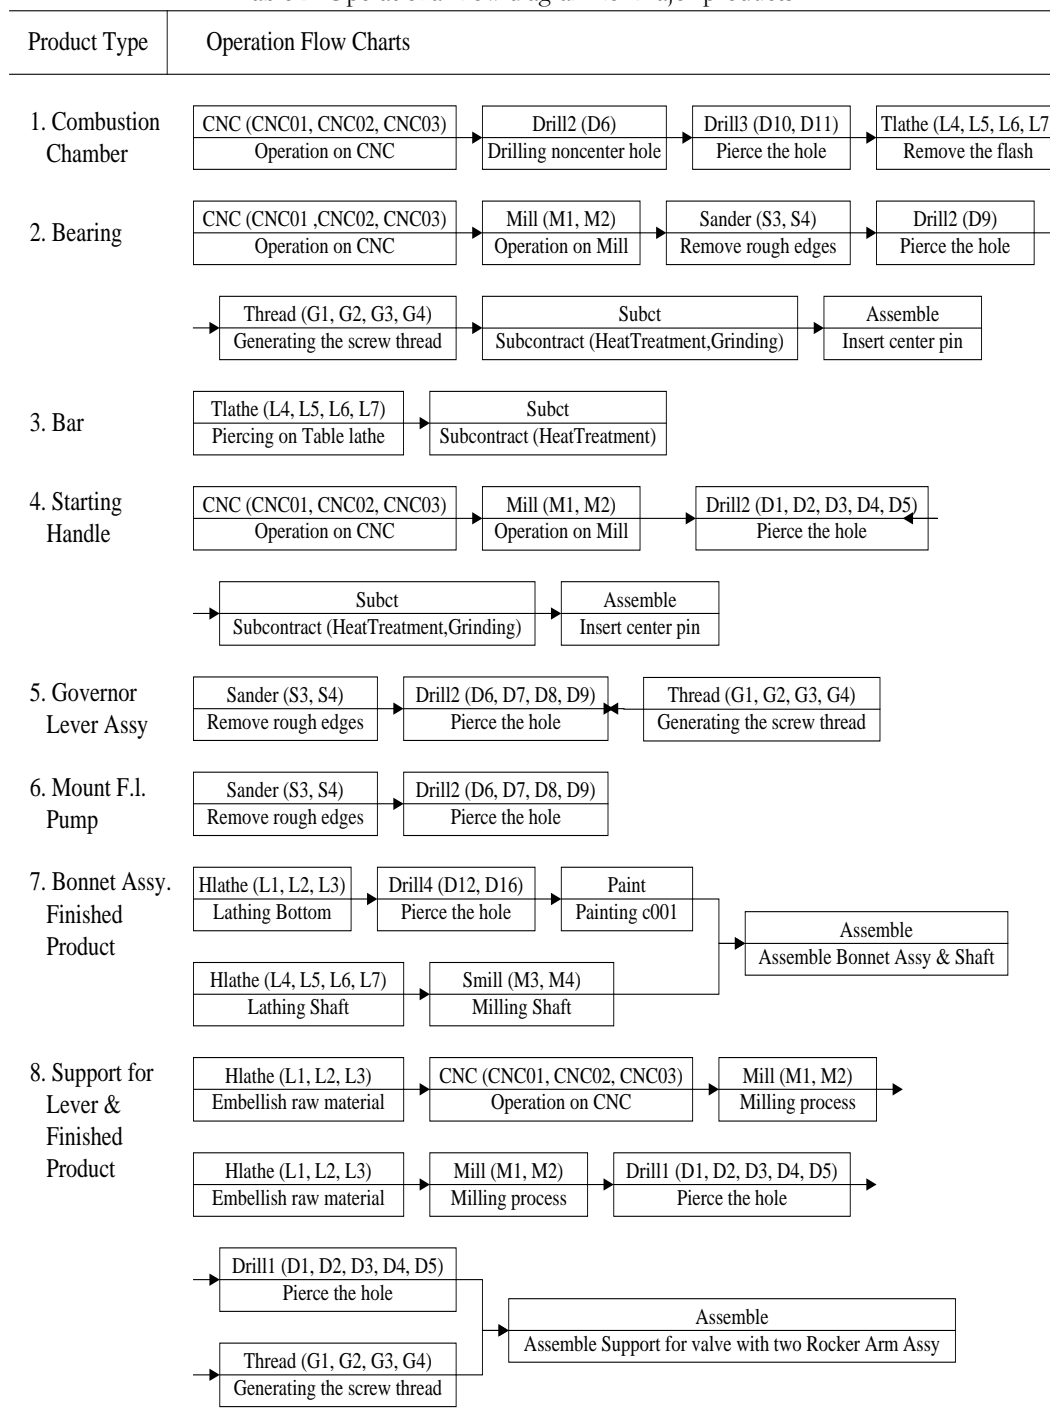 Product Type Operation Flow Charts
1. Combustion
Chamber
CNC (CNC01, CNC02, CNC03)
Operation on CNC
Drill2 (D6)
Drilling noncenter hole
Drill3 (D10, D11)
Pierce the hole
Tlathe (L4, L5, L6, L7
Remove the flash
2. Bearing
CNC (CNC01 ,CNC02, CNC03)
Operation on CNC
Mill (M1, M2)
Operation on Mill
Sander (S3, S4)
Remove rough edges
Drill2 (D9)
Pierce the hole
Thread (G1, G2, G3, G4)
Generating the screw thread
Subct
Subcontract (HeatTreatment,Grinding)
Assemble
Insert center pin
3. Bar
Tlathe (L4, L5, L6, L7)
Piercing on Table lathe
Subct
Subcontract (HeatTreatment)
4. Starting
Handle
CNC (CNC01, CNC02, CNC03)
Operation on CNC
Mill (M1, M2)
Operation on Mill
Drill2 (D1, D2, D3, D4, D5)
Pierce the hole
Subct
Subcontract (HeatTreatment,Grinding)
Assemble
Insert center pin
5. Governor
Lever Assy
Sander (S3, S4)
Remove rough edges
Drill2 (D6, D7, D8, D9)
Pierce the hole
Thread (G1, G2, G3, G4)
Generating the screw thread
6. Mount F.l.
Pump
Sander (S3, S4)
Remove rough edges
Drill2 (D6, D7, D8, D9)
Pierce the hole
7. Bonnet Assy.
Finished
Product
Hlathe (L1, L2, L3)
Lathing Bottom
Drill4 (D12, D16)
Pierce the hole
Paint
Painting c001
Assemble
Assemble Bonnet Assy & Shaft
Hlathe (L4, L5, L6, L7)
Lathing Shaft
Smill (M3, M4)
Milling Shaft
8. Support for
Lever &
Finished
Product
Hlathe (L1, L2, L3)
Embellish raw material
CNC (CNC01, CNC02, CNC03)
Operation on CNC
Mill (M1, M2)
Milling process
Hlathe (L1, L2, L3)
Embellish raw material
Mill (M1, M2)
Milling process
Drill1 (D1, D2, D3, D4, D5)
Pierce the hole
Drill1 (D1, D2, D3, D4, D5)
Pierce the hole
Assemble
Assemble Support for valve with two Rocker Arm Assy
Thread (G1, G2, G3, G4)
Generating the screw thread